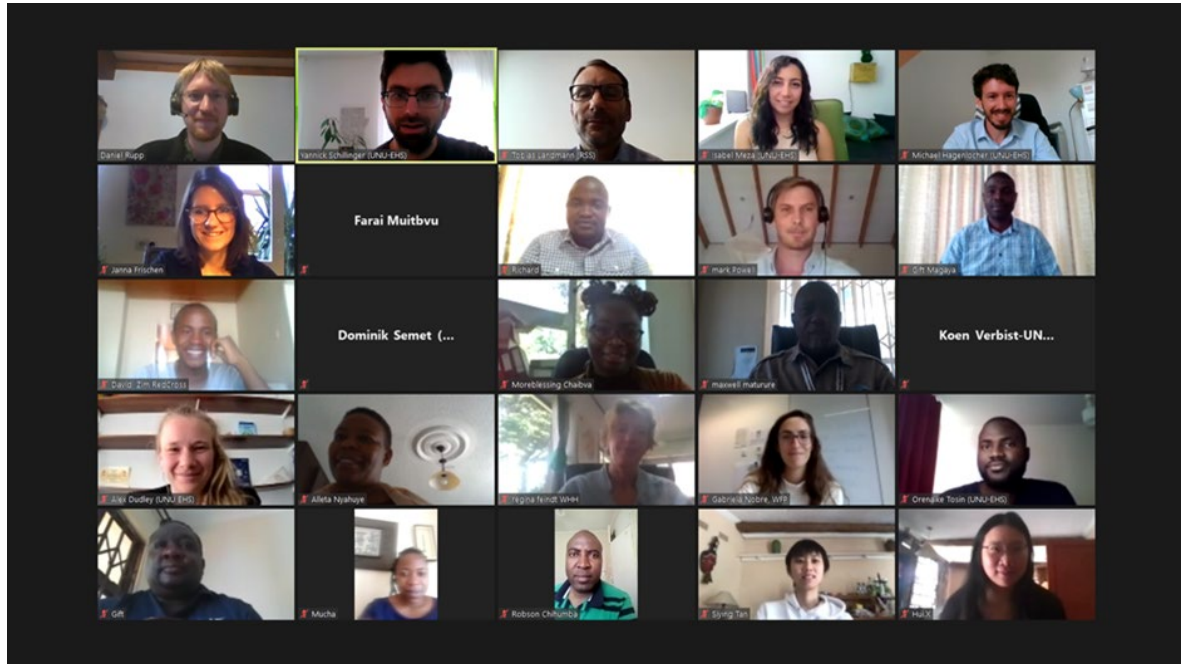 Daniel Rupp
Yannick Schillinger (UNU-EHS)
Tobias Landmann (RSS)
Isabel Meza (UNU-EHS)
Michael Hagenlocher (UNU-EHS)
Janna Frischen
Farai Muitbvu
Richard
mark Powell
Gift Magaya
David. Zim RedCross
Dominik Semet (...
Moreblessing Chaibva
maxwell maturure
Koen Verbist-UN...
Alex Dudley (UNU EHS)
Alleta Nyahuye
regina feindt WHH
Gabriela Nobre, WFP
Orenaike Tosin (UNU-EHS)
Gift
Mucha
Robson Chihumba
Siying Tan
Hui.X